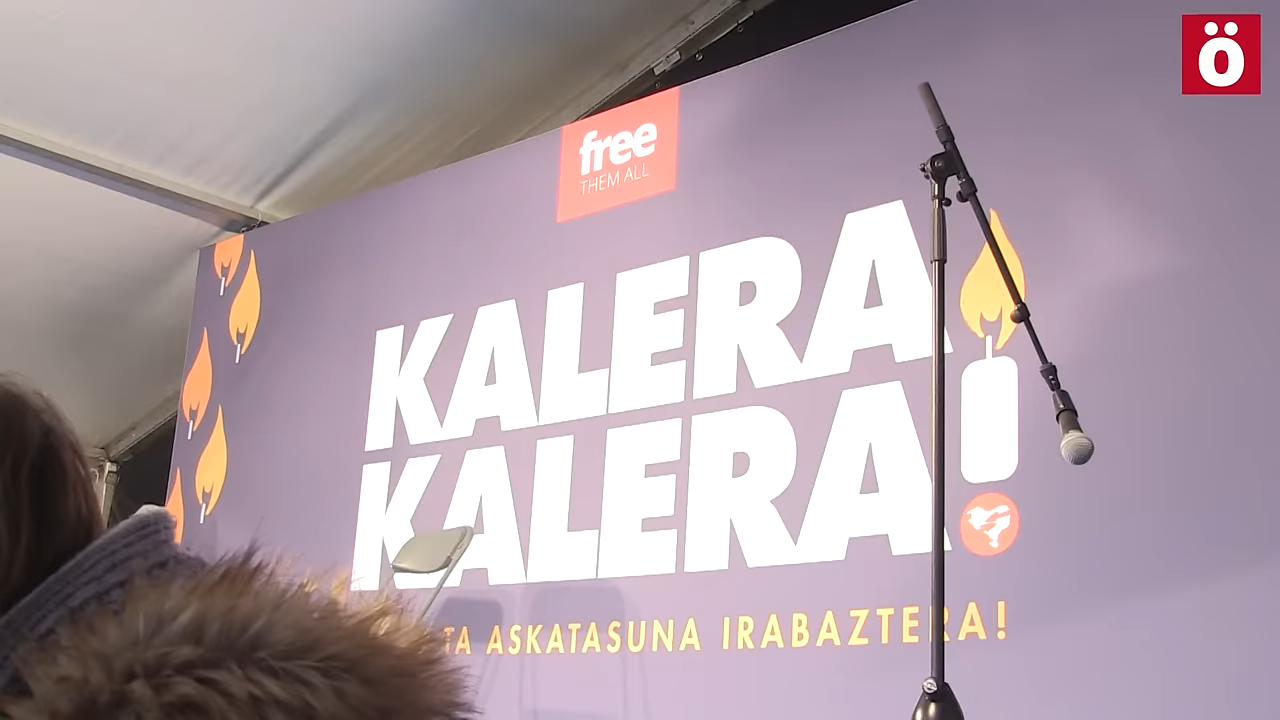 ö
free
THEM ALL
KALERA
KALERA!
TA ASKATASUNA IRABAZTERA!